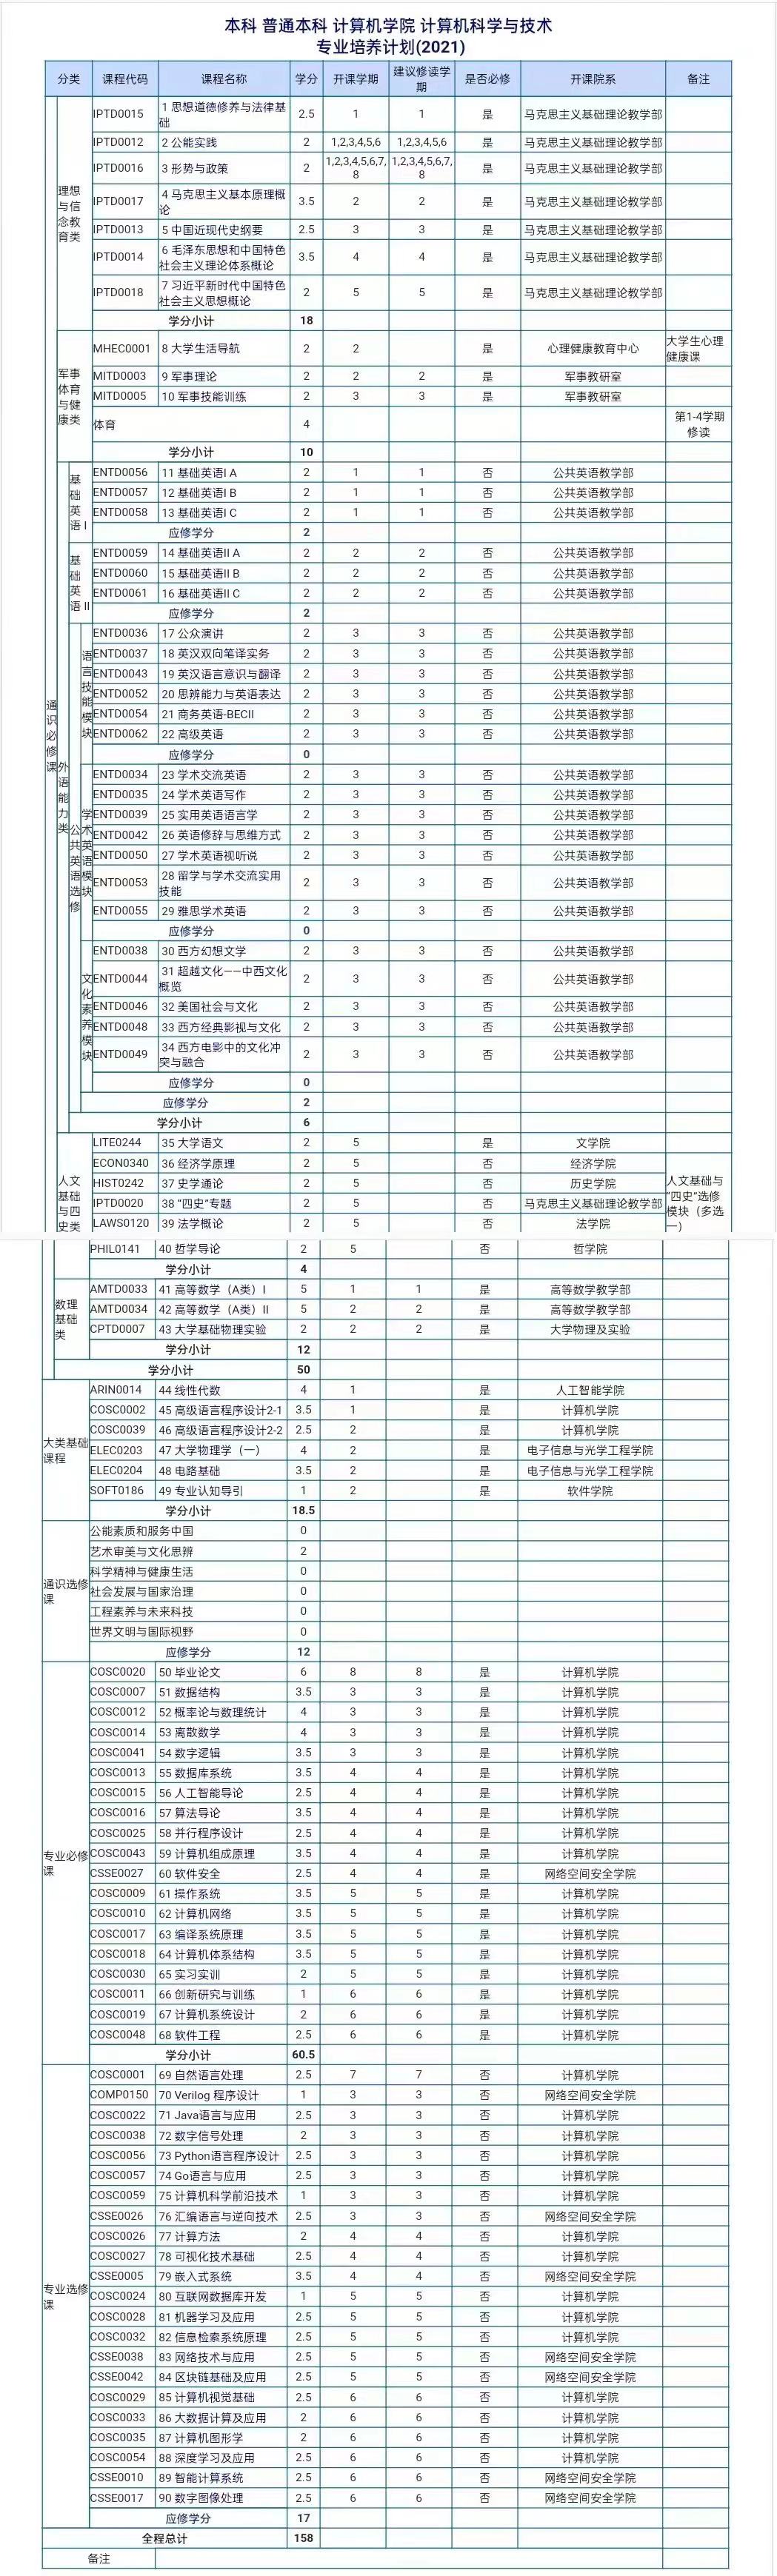 本科 普通本科 计算机学院 计算机科学与技术
专业培养计划(2021)
分类 课程代码 课程名称 学分 开课学期 建议修读学期 是否必修 开课院系 备注
通识必修课
理想与信念教育类
IPTD0015 1 思想道德修养与法律基础 2.5 1 1 是 马克思主义基础理论教学部
IPTD0012 2 公能实践 2 1,2,3,4,5,6 1,2,3,4,5,6 是 马克思主义基础理论教学部
IPTD0016 3 形势与政策 2 1,2,3,4,5,6,7,8 1,2,3,4,5,6,7,8 是 马克思主义基础理论教学部
IPTD0017 4 马克思主义基本原理概论 3.5 2 2 是 马克思主义基础理论教学部
IPTD0013 5 中国近现代史纲要 2.5 3 3 是 马克思主义基础理论教学部
IPTD0014 6 毛泽东思想和中国特色社会主义理论体系概论 3.5 4 4 是 马克思主义基础理论教学部
IPTD0018 7 习近平新时代中国特色社会主义思想概论 2 5 5 是 马克思主义基础理论教学部
学分小计 18
军事体育与健康类
MHEC0001 8 大学生活导航 2 2 是 心理健康教育中心 大学生心理健康课
MITD0003 9 军事理论 2 2 2 是 军事教研室
MITD0005 10 军事技能训练 2 3 3 是 军事教研室
体育 4 第1-4学期修读
学分小计 10
外语能力类
基础英语 I
ENTD0056 11 基础英语I A 2 1 1 否 公共英语教学部
ENTD0057 12 基础英语I B 2 1 1 否 公共英语教学部
ENTD0058 13 基础英语I C 2 1 1 否 公共英语教学部
应修学分 2
基础英语 II
ENTD0059 14 基础英语II A 2 2 2 否 公共英语教学部
ENTD0060 15 基础英语II B 2 2 2 否 公共英语教学部
ENTD0061 16 基础英语II C 2 2 2 否 公共英语教学部
应修学分 2
公共英语选修
语言技能模块
ENTD0036 17 公众演讲 2 3 3 否 公共英语教学部
ENTD0037 18 英汉双向笔译实务 2 3 3 否 公共英语教学部
ENTD0043 19 英汉语言意识与翻译 2 3 3 否 公共英语教学部
ENTD0052 20 思辨能力与英语表达 2 3 3 否 公共英语教学部
ENTD0054 21 商务英语-BECII 2 3 3 否 公共英语教学部
ENTD0062 22 高级英语 2 3 3 否 公共英语教学部
应修学分 0
学术英语模块
ENTD0034 23 学术交流英语 2 3 3 否 公共英语教学部
ENTD0035 24 学术英语写作 2 3 3 否 公共英语教学部
ENTD0039 25 实用英语语言学 2 3 3 否 公共英语教学部
ENTD0042 26 英语修辞与思维方式 2 3 3 否 公共英语教学部
ENTD0050 27 学术英语视听说 2 3 3 否 公共英语教学部
ENTD0053 28 留学与学术交流实用技能 2 3 3 否 公共英语教学部
ENTD0055 29 雅思学术英语 2 3 3 否 公共英语教学部
应修学分 0
文化素养模块
ENTD0038 30 西方幻想文学 2 3 3 否 公共英语教学部
ENTD0044 31 超越文化——中西文化概览 2 3 3 否 公共英语教学部
ENTD0046 32 美国社会与文化 2 3 3 否 公共英语教学部
ENTD0048 33 西方经典影视与文化 2 3 3 否 公共英语教学部
ENTD0049 34 西方电影中的文化冲突与融合 2 3 3 否 公共英语教学部
应修学分 0
应修学分 2
学分小计 6
人文基础与四史类
LITE0244 35 大学语文 2 5 是 文学院
ECON0340 36 经济学原理 2 5 否 经济学院
HIST0242 37 史学通论 2 5 否 历史学院
IPTD0020 38 “四史”专题 2 5 否 马克思主义基础理论教学部
LAWS0120 39 法学概论 2 5 否 法学院
人文基础与“四史”选修模块（多选一）
PHIL0141 40 哲学导论 2 5 否 哲学院
学分小计 4
数理基础类
AMTD0033 41 高等数学（A类）I 5 1 1 是 高等数学教学部
AMTD0034 42 高等数学（A类）II 5 2 2 是 高等数学教学部
CPTD0007 43 大学基础物理实验 2 2 2 是 大学物理及实验
学分小计 12
学分小计 50
大类基础课程
ARIN0014 44 线性代数 4 1 是 人工智能学院
COSC0002 45 高级语言程序设计2-1 3.5 1 是 计算机学院
COSC0039 46 高级语言程序设计2-2 2.5 2 是 计算机学院
ELEC0203 47 大学物理学（一） 4 2 是 电子信息与光学工程学院
ELEC0204 48 电路基础 3.5 2 是 电子信息与光学工程学院
SOFT0186 49 专业认知导引 1 2 是 软件学院
学分小计 18.5
通识选修课
公能素质和服务中国 0
艺术审美与文化思辨 2
科学精神与健康生活 0
社会发展与国家治理 0
工程素养与未来科技 0
世界文明与国际视野 0
应修学分 12
专业必修课
COSC0020 50 毕业论文 6 8 8 是 计算机学院
COSC0007 51 数据结构 3.5 3 3 是 计算机学院
COSC0012 52 概率论与数理统计 4 3 3 是 计算机学院
COSC0014 53 离散数学 4 3 3 是 计算机学院
COSC0041 54 数字逻辑 3.5 3 3 是 计算机学院
COSC0013 55 数据库系统 3.5 4 4 是 计算机学院
COSC0015 56 人工智能导论 2.5 4 4 是 计算机学院
COSC0016 57 算法导论 3.5 4 4 是 计算机学院
COSC0025 58 并行程序设计 2.5 4 4 是 计算机学院
COSC0043 59 计算机组成原理 3.5 4 4 是 计算机学院
CSSE0027 60 软件安全 2.5 4 4 是 网络空间安全学院
COSC0009 61 操作系统 3.5 5 5 是 计算机学院
COSC0010 62 计算机网络 3.5 5 5 是 计算机学院
COSC0017 63 编译系统原理 3.5 5 5 是 计算机学院
COSC0018 64 计算机体系结构 3.5 5 5 是 计算机学院
COSC0030 65 实习实训 2 5 5 是 计算机学院
COSC0011 66 创新研究与训练 1 6 6 是 计算机学院
COSC0019 67 计算机系统设计 2 6 6 是 计算机学院
COSC0048 68 软件工程 2.5 6 6 是 计算机学院
学分小计 60.5
专业选修课
COSC0001 69 自然语言处理 2.5 7 7 否 计算机学院
COMP0150 70 Verilog 程序设计 1 3 3 否 网络空间安全学院
COSC0022 71 Java语言与应用 2.5 3 3 否 计算机学院
COSC0038 72 数字信号处理 2 3 3 否 计算机学院
COSC0056 73 Python语言程序设计 2.5 3 3 否 计算机学院
COSC0057 74 Go语言与应用 2.5 3 3 否 计算机学院
COSC0059 75 计算机科学前沿技术 1 3 3 否 计算机学院
CSSE0026 76 汇编语言与逆向技术 2.5 3 3 否 网络空间安全学院
COSC0026 77 计算方法 2 4 4 否 计算机学院
COSC0027 78 可视化技术基础 2.5 4 4 否 计算机学院
CSSE0005 79 嵌入式系统 3.5 4 4 否 网络空间安全学院
COSC0024 80 互联网数据库开发 1 5 5 否 计算机学院
COSC0028 81 机器学习及应用 2.5 5 5 否 计算机学院
COSC0032 82 信息检索系统原理 2.5 5 5 否 计算机学院
CSSE0038 83 网络技术与应用 2.5 5 5 否 网络空间安全学院
CSSE0042 84 区块链基础及应用 2.5 5 5 否 网络空间安全学院
COSC0029 85 计算机视觉基础 2.5 6 6 否 计算机学院
COSC0033 86 大数据计算及应用 2 6 6 否 计算机学院
COSC0035 87 计算机图形学 2 6 6 否 计算机学院
COSC0054 88 深度学习及应用 2.5 6 6 否 计算机学院
CSSE0010 89 智能计算系统 2.5 6 6 否 网络空间安全学院
CSSE0017 90 数字图像处理 2.5 6 6 否 网络空间安全学院
应修学分 17
全程总计 158
备注